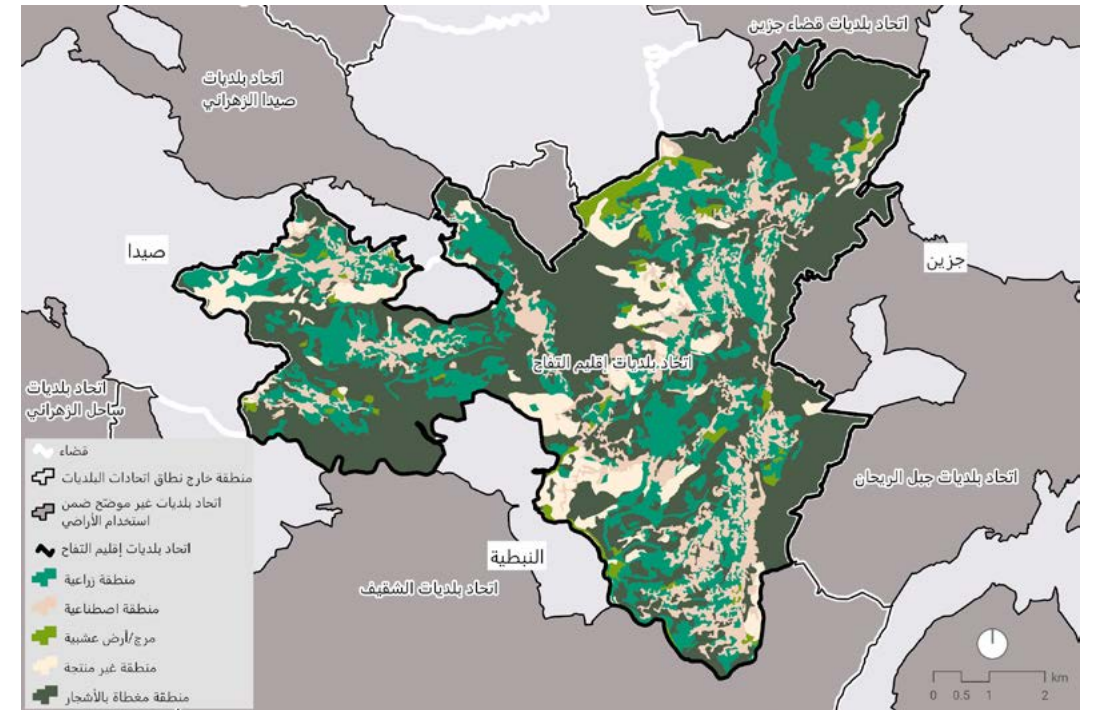 اتحاد بلديات قضاء جزين
اتحاد بلديات
صيدا الزهراني
صيدا
جزين
اتحاد بلديات إقليم التفاح
اتحاد بلديات
ساحل الزهراني
اتحاد بلديات جبل الريحان
النبطية
اتحاد بلديات الشقيف
قضاء
منطقة خارج نطاق اتحادات البلديات
اتحاد بلديات غير موضّح ضمن
استخدام الأراضي
اتحاد بلديات إقليم التفاح
منطقة زراعية
منطقة اصطناعية
مرج/أرض عشبية
منطقة غير منتجة
منطقة مغطاة بالأشجار
km
0 0.5 1 2